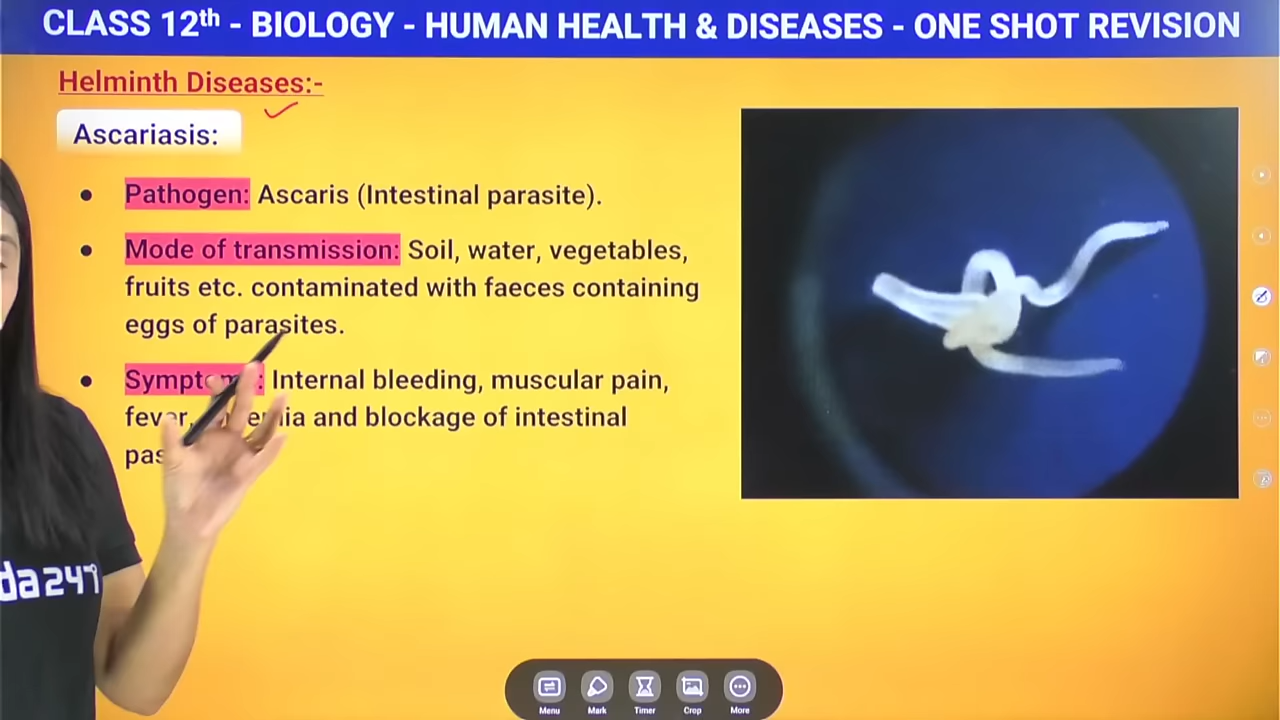 CLASS 12th - BIOLOGY - HUMAN HEALTH & DISEASES - ONE SHOT REVISION
Helminth Diseases:-
Ascariasis:
● Pathogen: Ascaris (Intestinal parasite).
● Mode of transmission: Soil, water, vegetables,
fruits etc. contaminated with faeces containing
eggs of parasites.
● Internal bleeding, muscular pain,
fever, and blockage of intestinal
da247
Menu Mark Timer Crop More